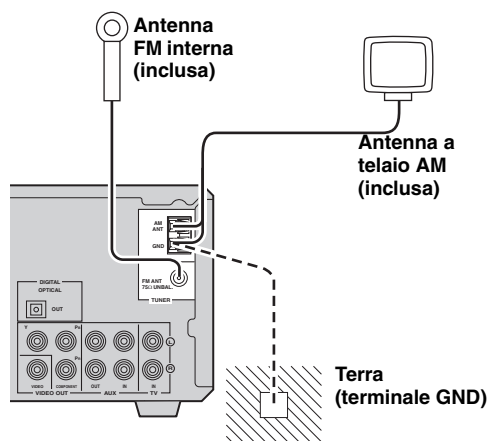 Antenna
FM interna
(inclusa)
Antenna a
telaio AM
(inclusa)
AM
ANT
GND
FM ANT
75Ω UNBAL.
TUNER
DIGITAL
OPTICAL
OUT
Y
PB
L
PR
R
VIDEO
COMPONENT
OUT
IN
IN
VIDEO OUT
AUX
TV
Terra
(terminale GND)